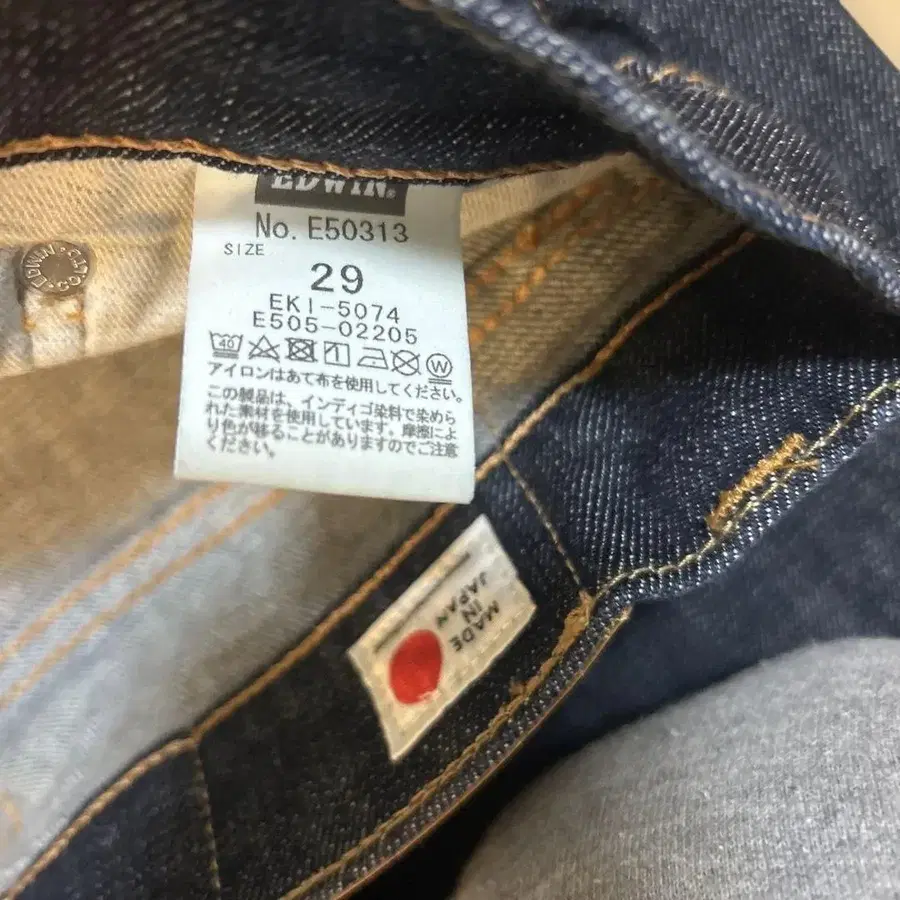 EDWIN®
No. E50313
SIZE
29
EKI-5074
E505-02205
40
W
アイロンはあて布を使用してください。
この製品は、インディゴ染料で染めら
れた素材を使用しています。摩擦によ
り色が移ることがありますのでご注意
ください。
MADE
IN
JAPAN